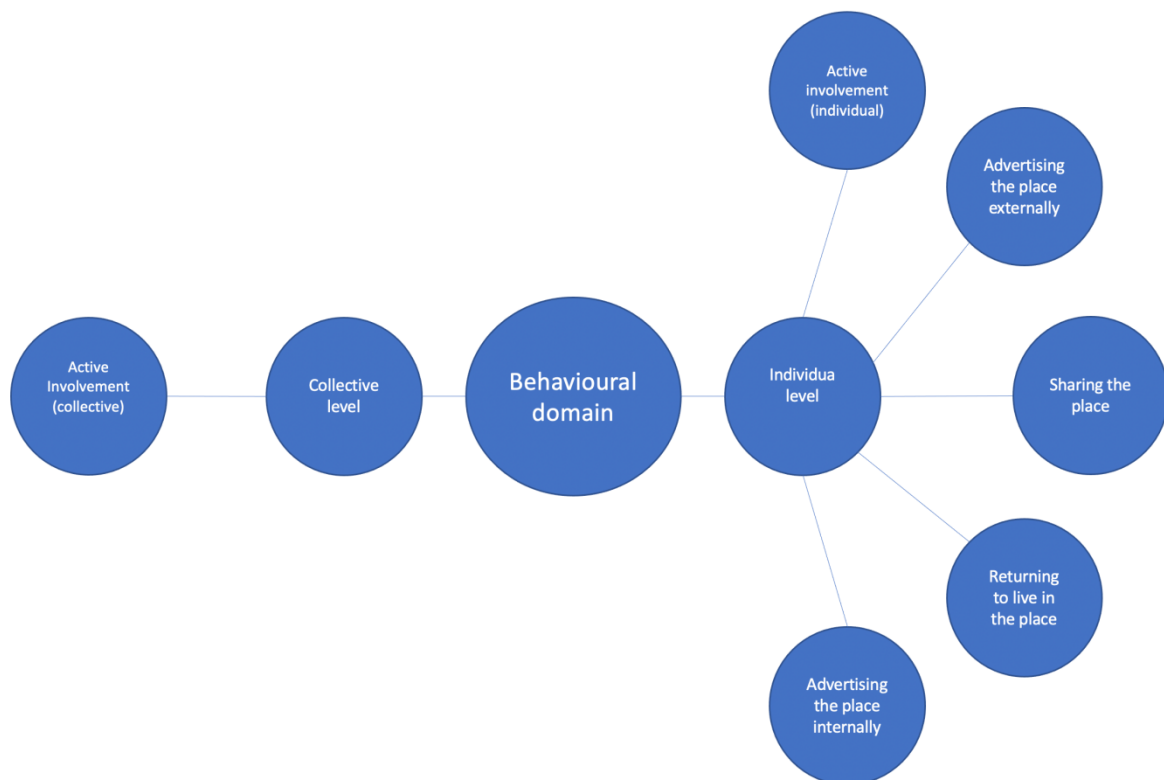 Active
involvement
(individual)
Advertising
the place
externally
Active
Involvement
(collective)
Collective
level
Behavioural
domain
Individua
level
Sharing the
place
Returning
to live in
the place
Advertising
the place
internally